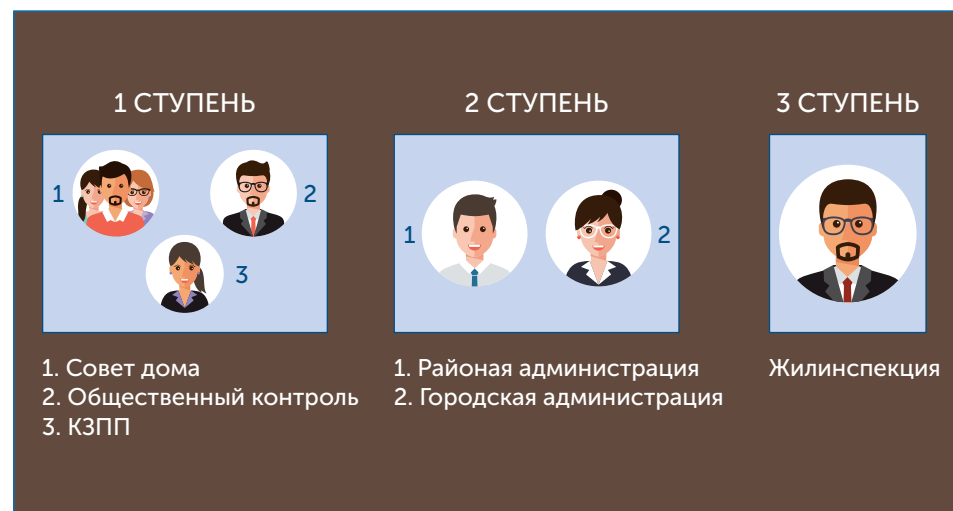 1 СТУПЕНЬ
1
2
3
1. Совет дома
2. Общественный контроль
3. КЗПП
2 СТУПЕНЬ
1
2
1. Районая администрация
2. Городская администрация
3 СТУПЕНЬ
Жилинспекция